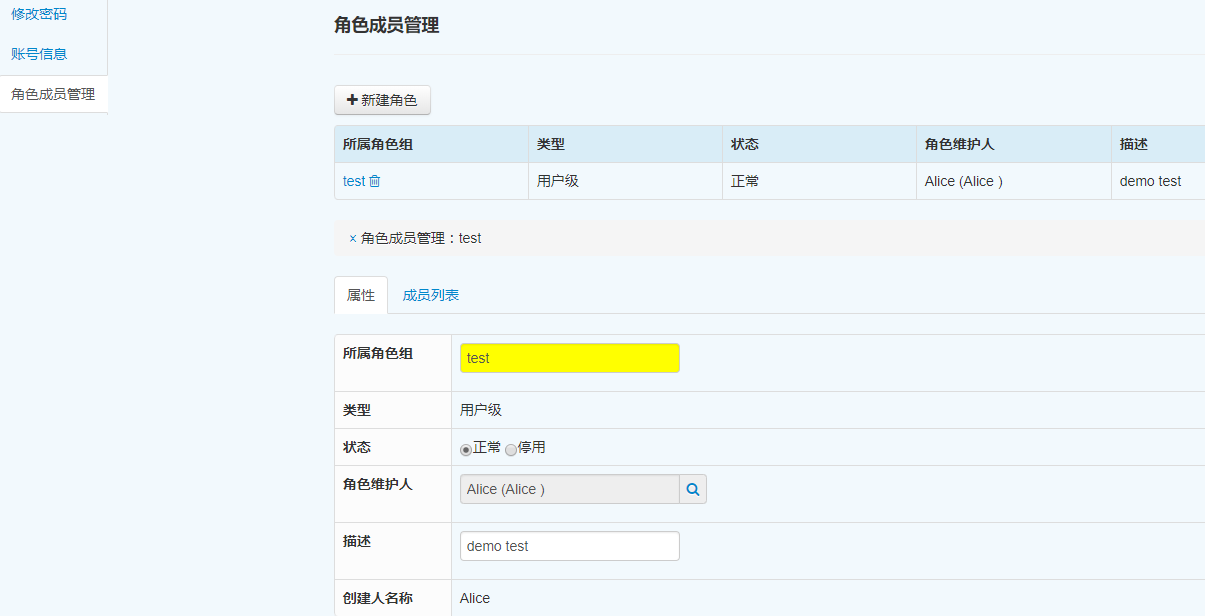 修改密码
账号信息
角色成员管理
角色成员管理
新建角色
所属角色组 类型 状态 角色维护人 描述
test 用户级 正常 Alice (Alice ) demo test
× 角色成员管理：test
属性 成员列表
所属角色组 test
类型 用户级
状态 正常 停用
角色维护人 Alice (Alice )
描述 demo test
创建人名称 Alice